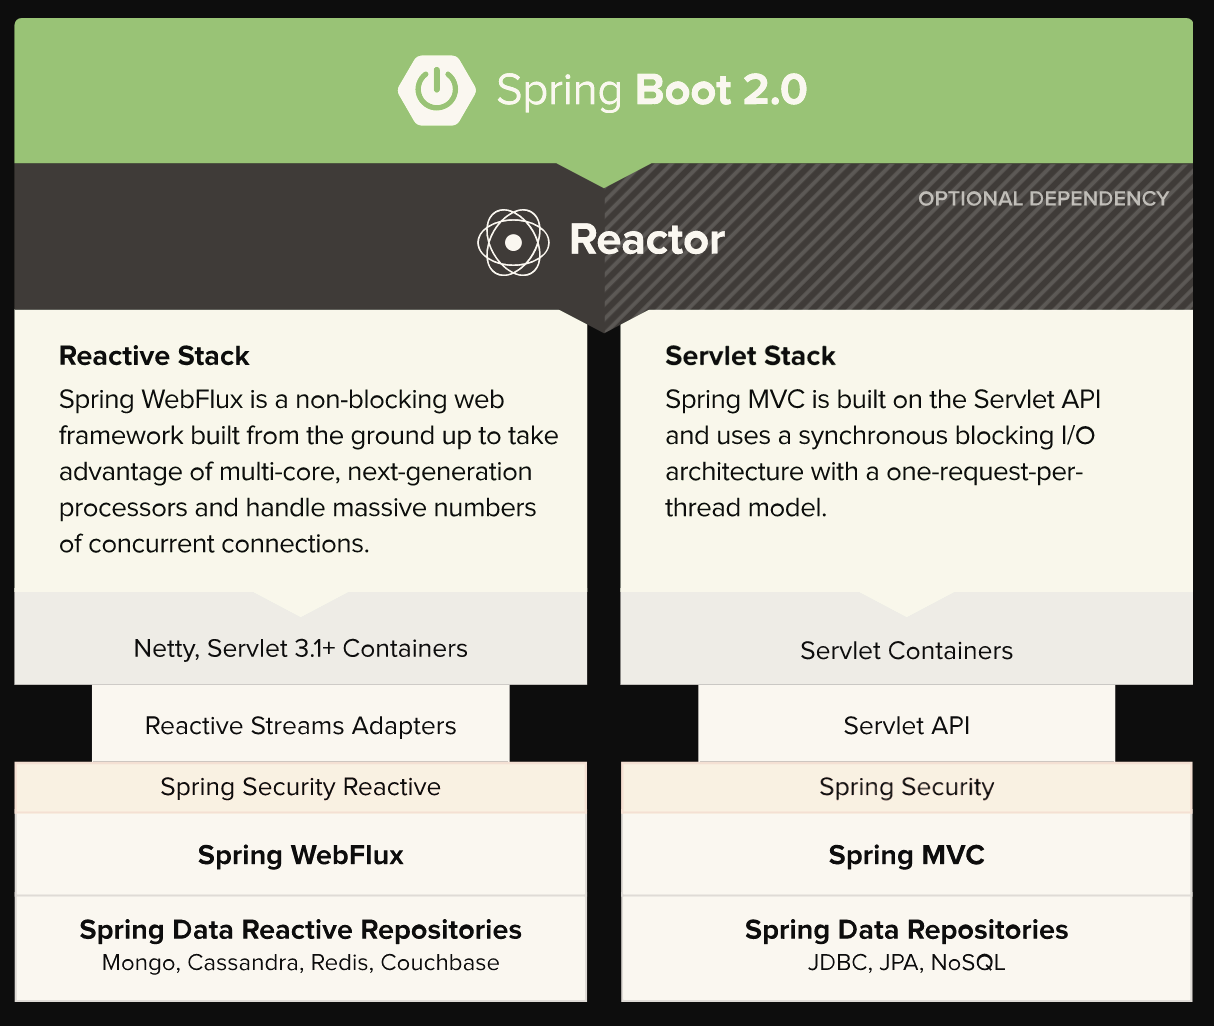 Spring Boot 2.0
OPTIONAL DEPENDENCY
Reactor
Reactive Stack
Spring WebFlux is a non-blocking web
framework built from the ground up to take
advantage of multi-core, next-generation
processors and handle massive numbers
of concurrent connections.
Netty, Servlet 3.1+ Containers
Reactive Streams Adapters
Spring Security Reactive
Spring WebFlux
Spring Data Reactive Repositories
Mongo, Cassandra, Redis, Couchbase
Servlet Stack
Spring MVC is built on the Servlet API
and uses a synchronous blocking I/O
architecture with a one-request-per-
thread model.
Servlet Containers
Servlet API
Spring Security
Spring MVC
Spring Data Repositories
JDBC, JPA, NoSQL